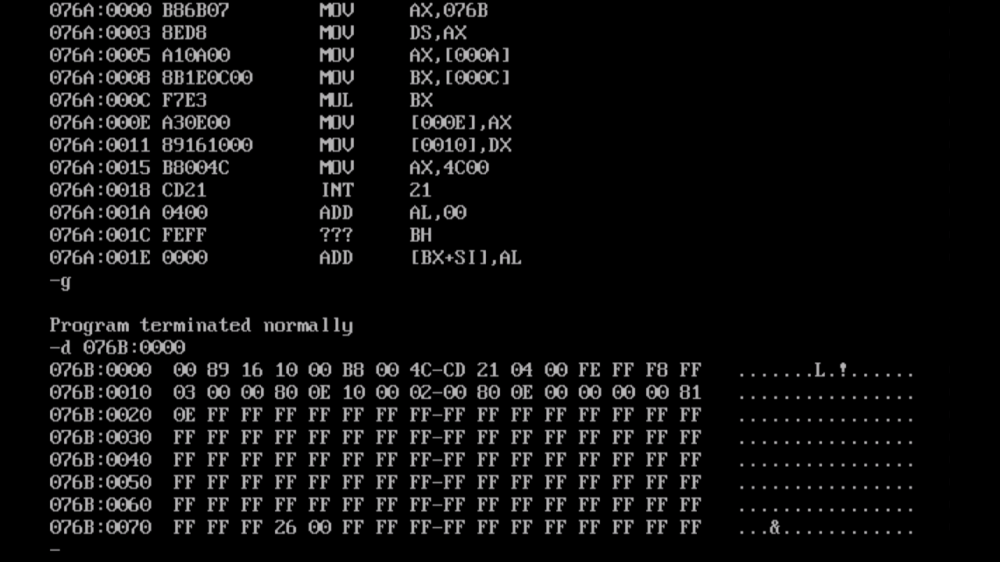 076A:0000 B86B07        MOV     AX,076B
076A:0003 8ED8          MOV     DS,AX
076A:0005 A10A00        MOV     AX,[000A]
076A:0008 8B1E0C00      MOV     BX,[000C]
076A:000C F7E3          MUL     BX
076A:000E A30E00        MOV     [000E],AX
076A:0011 89161000      MOV     [0010],DX
076A:0015 B8004C        MOV     AX,4C00
076A:0018 CD21          INT     21
076A:001A 0400          ADD     AL,00
076A:001C FEFF          ???     BH
076A:001E 0000          ADD     [BX+SI],AL
-g
Program terminated normally
-d 076B:0000
076B:0000  00 89 16 10 00 B8 00 4C-CD 21 04 00 FE FF F8 FF   .......L.!......
076B:0010  03 00 00 80 0E 10 00 02-00 80 0E 00 00 00 00 81   ................
076B:0020  0E FF FF FF FF FF FF FF-FF FF FF FF FF FF FF FF   ................
076B:0030  FF FF FF FF FF FF FF FF-FF FF FF FF FF FF FF FF   ................
076B:0040  FF FF FF FF FF FF FF FF-FF FF FF FF FF FF FF FF   ................
076B:0050  FF FF FF FF FF FF FF FF-FF FF FF FF FF FF FF FF   ................
076B:0060  FF FF FF FF FF FF FF FF-FF FF FF FF FF FF FF FF   ................
076B:0070  FF FF FF 26 00 FF FF FF-FF FF FF FF FF FF FF FF   ...&............
-